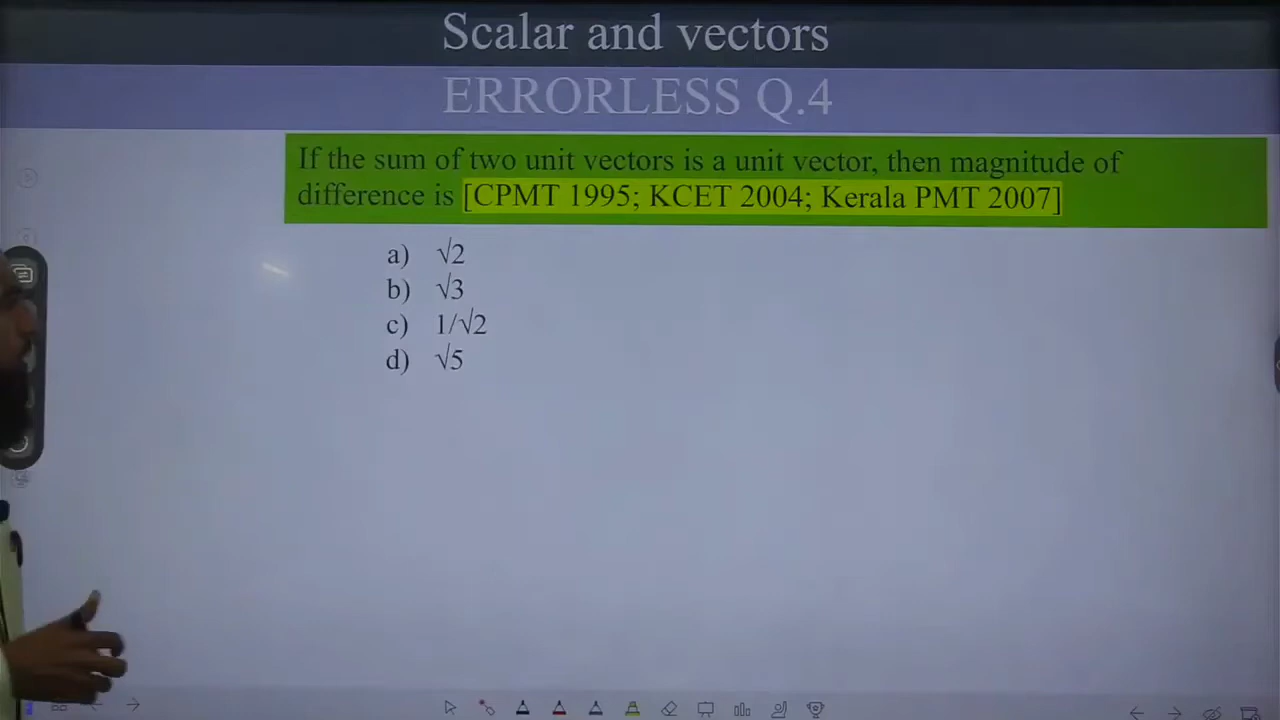 Scalar and vectors
ERRORLESS Q.4
If the sum of two unit vectors is a unit vector, then magnitude of
difference is [CPMT 1995; KCET 2004; Kerala PMT 2007]
a) √2
b) √3
c) 1/√2
d) √5